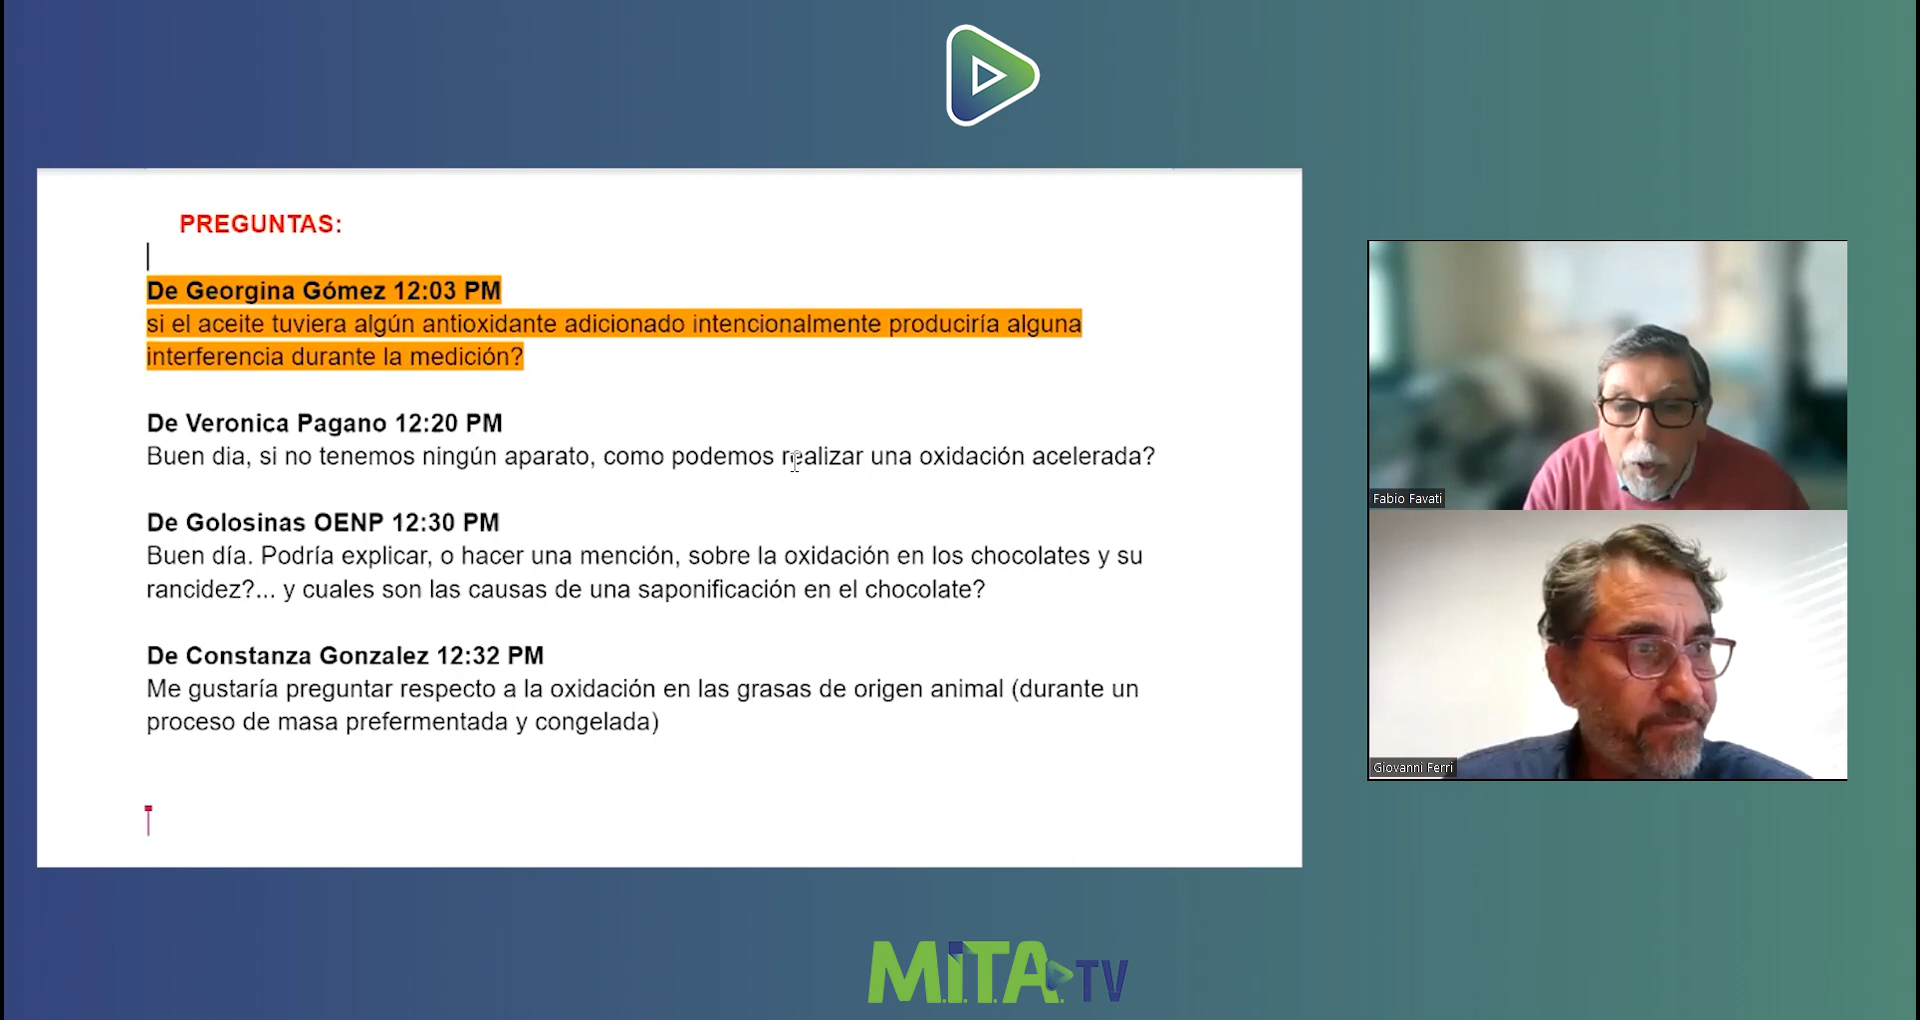 PREGUNTAS:
De Georgina Gómez 12:03 PM
si el aceite tuviera algún antioxidante adicionado intencionalmente produciría alguna
interferencia durante la medición?
De Veronica Pagano 12:20 PM
Buen dia, si no tenemos ningún aparato, como podemos realizar una oxidación acelerada?
De Golosinas OENP 12:30 PM
Buen día. Podría explicar, o hacer una mención, sobre la oxidación en los chocolates y su
rancidez?... y cuales son las causas de una saponificación en el chocolate?
De Constanza Gonzalez 12:32 PM
Me gustaría preguntar respecto a la oxidación en las grasas de origen animal (durante un
proceso de masa prefermentada y congelada)
Fabio Favati
Giovanni Ferri
M.I.T.A. TV